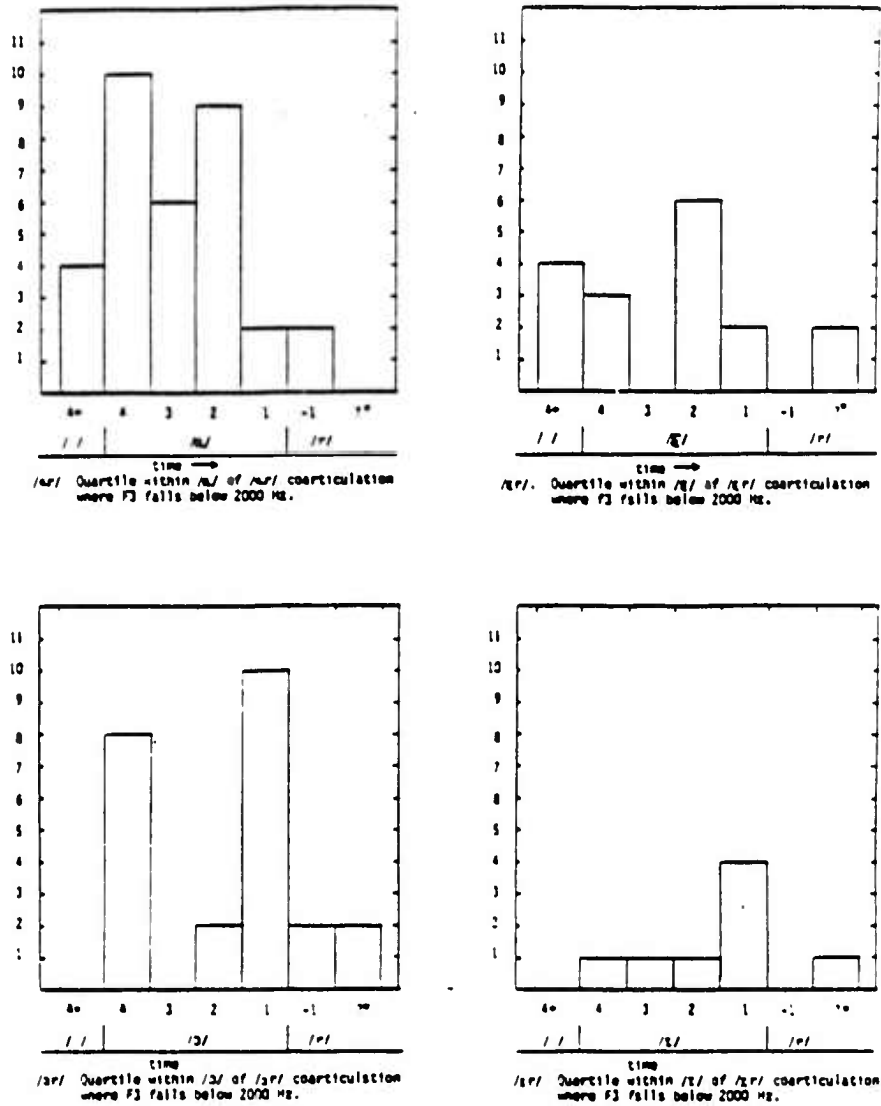 11
10
9
8
7
6
5
4
3
2
1
4+ 4 3 2 1 -1 ?*
/ / /r/
time →
Quartile within of coarticulation
where F3 falls below 2000 Hz.
11
10
9
8
7
6
5
4
3
2
1
4+ 4 3 2 1 -1 ?*
/ / /r/
time →
Quartile within of coarticulation
where F3 falls below 2000 Hz.
11
10
9
8
7
6
5
4
3
2
1
4+ 4 3 2 1 -1 ?*
/ / /ɔ/ /r/
time
/ɔr/ Quartile within /ɔ/ of /ɔr/ coarticulation
where F3 falls below 2000 Hz.
11
10
9
8
7
6
5
4
3
2
1
4+ 4 3 2 1 -1 ?*
/ / /ɛ/ /r/
time
/ɛr/ Quartile within /ɛ/ of /ɛr/ coarticulation
where F3 falls below 2000 Hz.